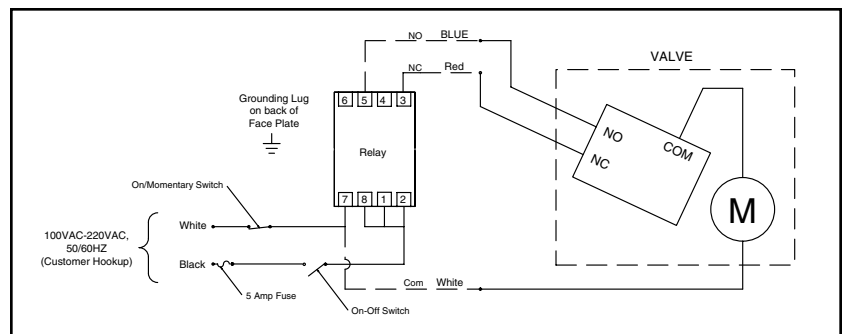 NO BLUE
VALVE
NC Red
Grounding Lug
on back of
Face Plate
6 5 4 3
Relay
7 8 1 2
NO
NC
COM
M
On/Momentary Switch
100VAC-220VAC,
50/60HZ
(Customer Hookup)
White
Black
5 Amp Fuse
On-Off Switch
Com White